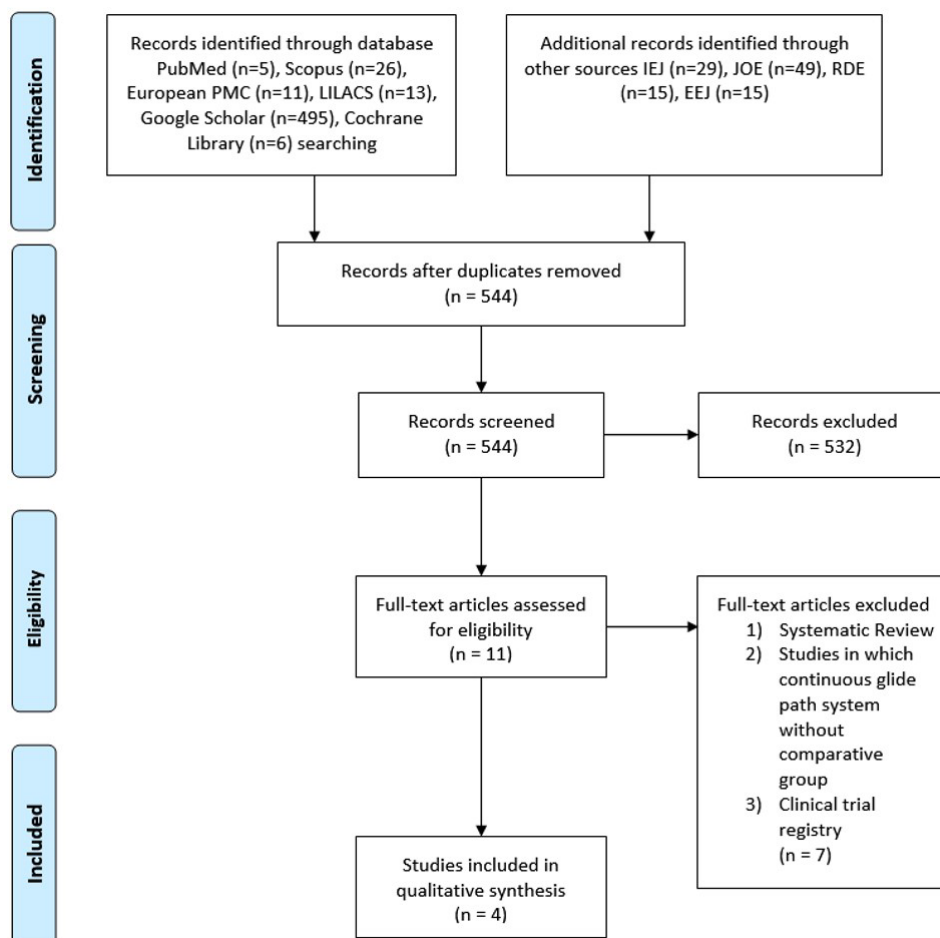 Identification
Records identified through database
PubMed (n=5), Scopus (n=26),
European PMC (n=11), LILACS (n=13),
Google Scholar (n=495), Cochrane
Library (n=6) searching
Additional records identified through
other sources IEJ (n=29), JOE (n=49), RDE
(n=15), EEJ (n=15)
Screening
Records after duplicates removed
(n = 544)
Records screened
(n = 544)
Records excluded
(n = 532)
Eligibility
Full-text articles assessed
for eligibility
(n = 11)
Full-text articles excluded
1) Systematic Review
2) Studies in which
continuous glide
path system
without
comparative
group
3) Clinical trial
registry
(n = 7)
Included
Studies included in
qualitative synthesis
(n = 4)